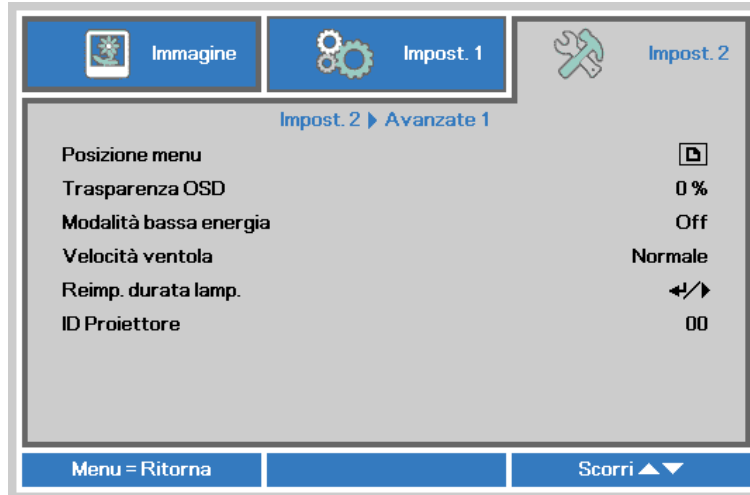 Immagine
Impost. 1
Impost. 2
Impost. 2 Avanzate 1
Posizione menu
Trasparenza OSD 0 %
Modalità bassa energia Off
Velocità ventola Normale
Reimp. durata lamp. /
ID Proiettore 00
Menu = Ritorna
Scorri